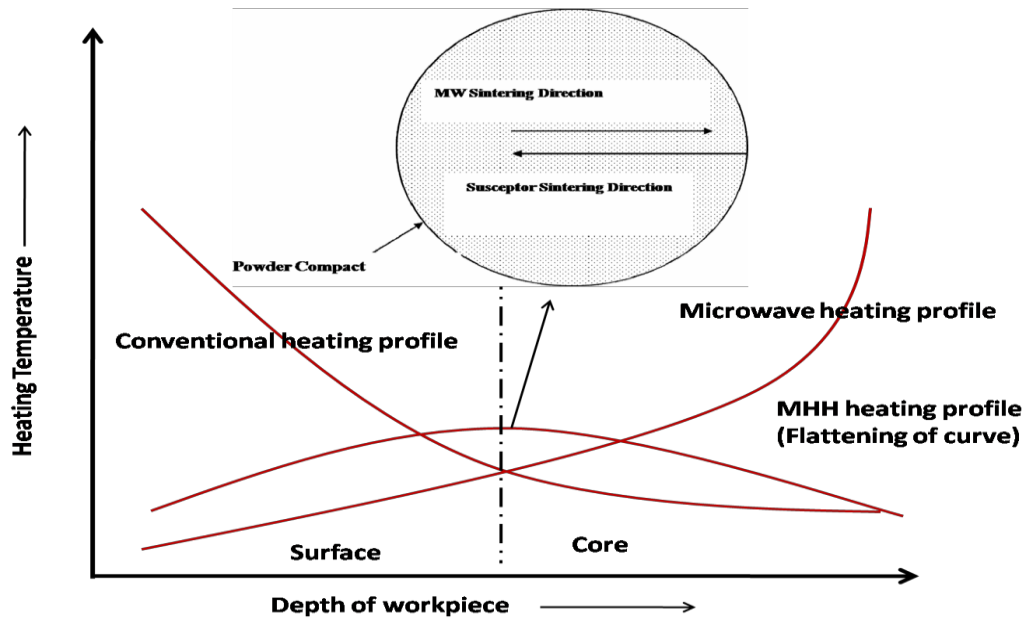 MW Sintering Direction
Susceptor Sintering Direction
Powder Compact
Heating Temperature
Conventional heating profile
Microwave heating profile
MHH heating profile
(Flattening of curve)
Surface
Core
Depth of workpiece